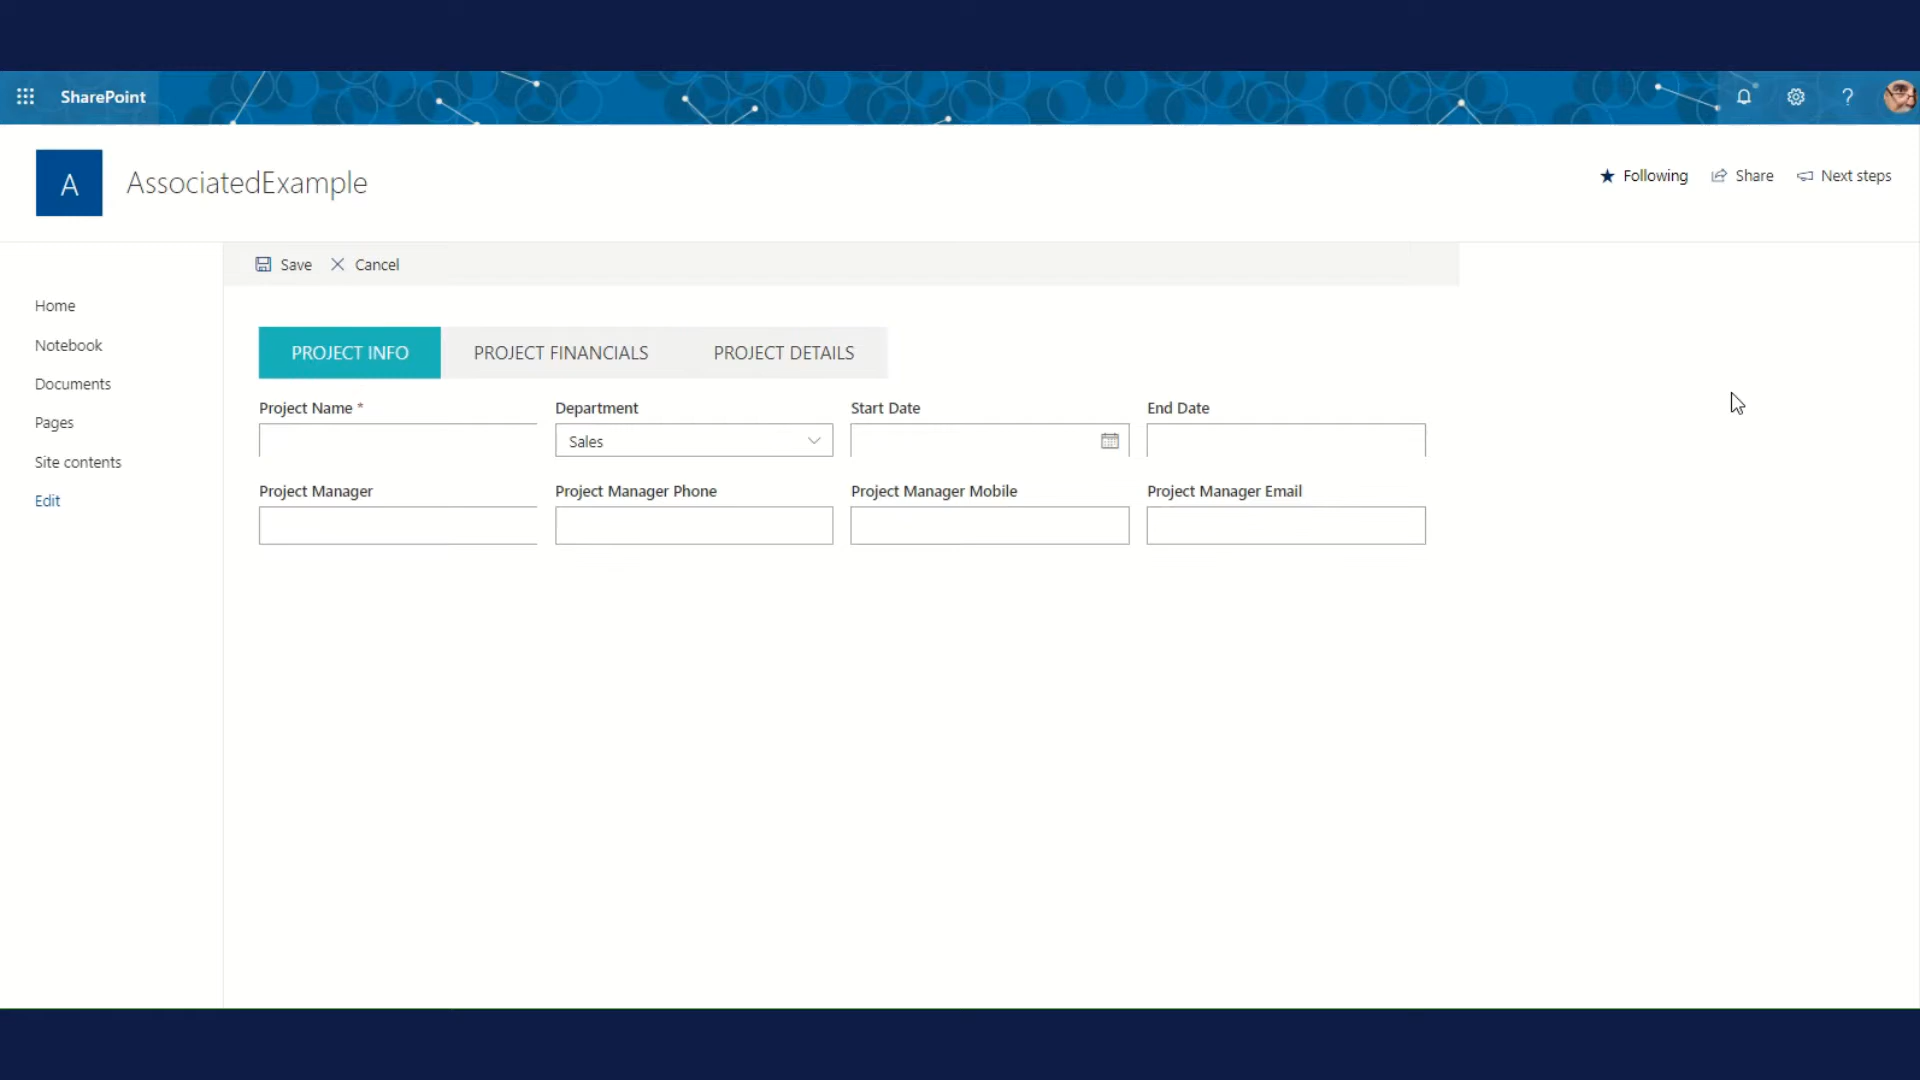 SharePoint
?
A
AssociatedExample
Following Share Next steps
Save Cancel
Home
Notebook
Documents
Pages
Site contents
Edit
PROJECT INFO PROJECT FINANCIALS PROJECT DETAILS
Project Name * Department Start Date End Date
Sales
Project Manager Project Manager Phone Project Manager Mobile Project Manager Email